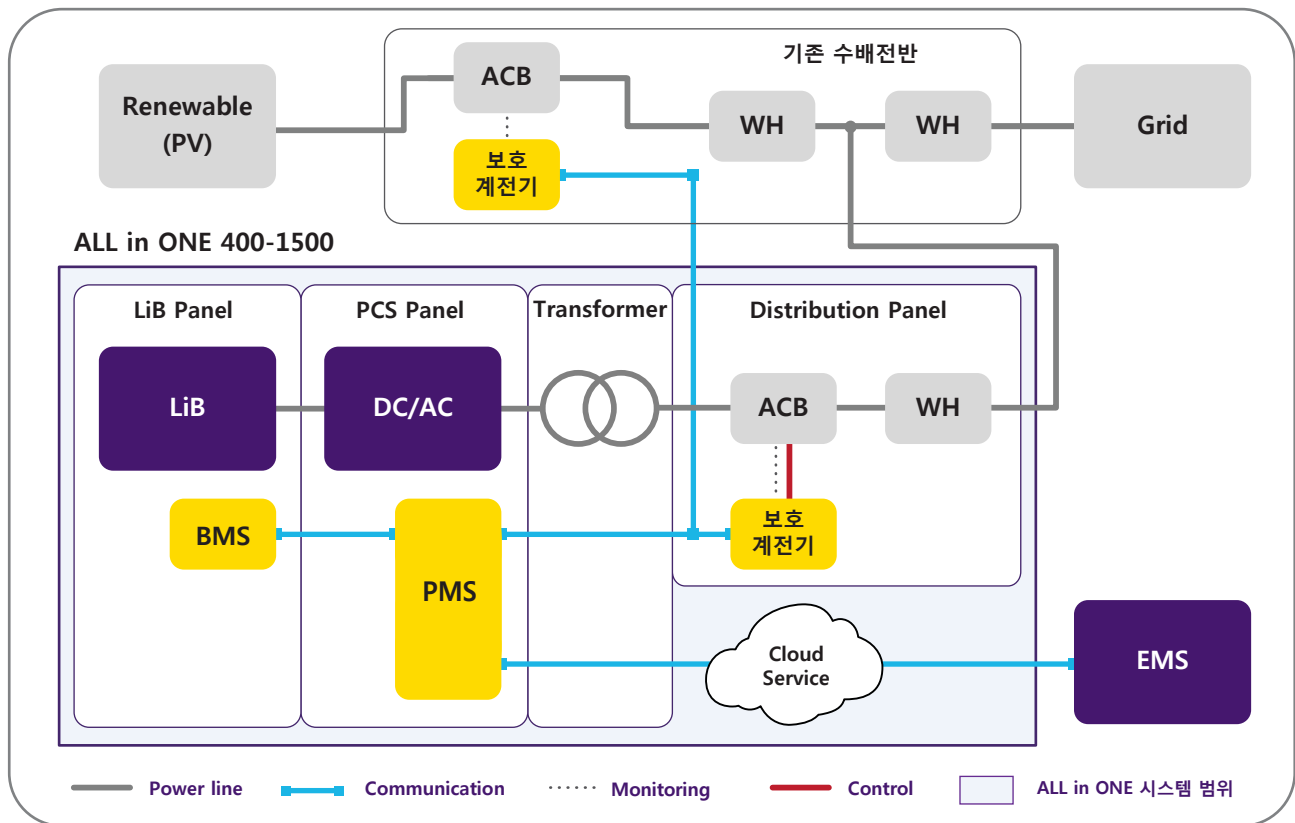 기존 수배전반
Renewable
(PV)
ACB
WH
WH
Grid
보호
계전기
ALL in ONE 400-1500
LiB Panel
PCS Panel
Transformer
Distribution Panel
LiB
DC/AC
ACB
WH
BMS
PMS
보호
계전기
Cloud
Service
EMS
Power line
Communication
Monitoring
Control
ALL in ONE 시스템 범위